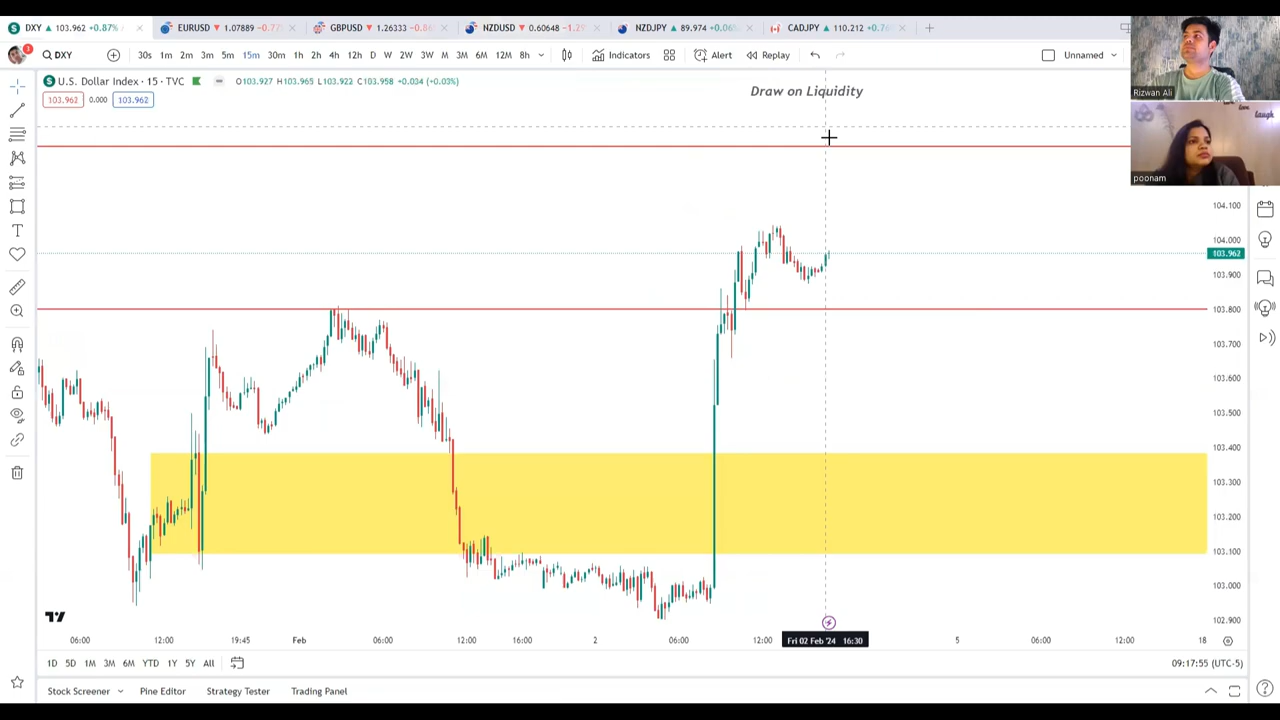 DXY ▲ 103.962 +0.87%
EURUSD ▼ 1.07889
GBPUSD ▼ 1.26333
NZDUSD ▼ 0.60648
NZDJPY ▲ 89.974
CADJPY ▲ 110.212
DXY 30s 1m 2m 3m 5m 15m 30m 1h 2h 4h 12h D W 2W 3W M 3M 6M 12M 8h Indicators Alert Replay Unnamed
U.S. Dollar Index · 15 · TVC O103.927 H103.965 L103.922 C103.958 +0.034 (+0.03%)
103.962 0.000 103.962
Draw on Liquidity
Rizwan Ali
laugh
poonam
104.100
104.000
103.962
103.900
103.800
103.700
103.600
103.500
103.400
103.300
103.200
103.100
103.000
102.900
06:00 12:00 19:45 Feb 06:00 12:00 16:00 2 06:00 12:00 Fri 02 Feb '24 16:30 5 06:00 12:00 18
1D 5D 1M 3M 6M YTD 1Y 5Y All 09:17:55 (UTC-5)
Stock Screener Pine Editor Strategy Tester Trading Panel